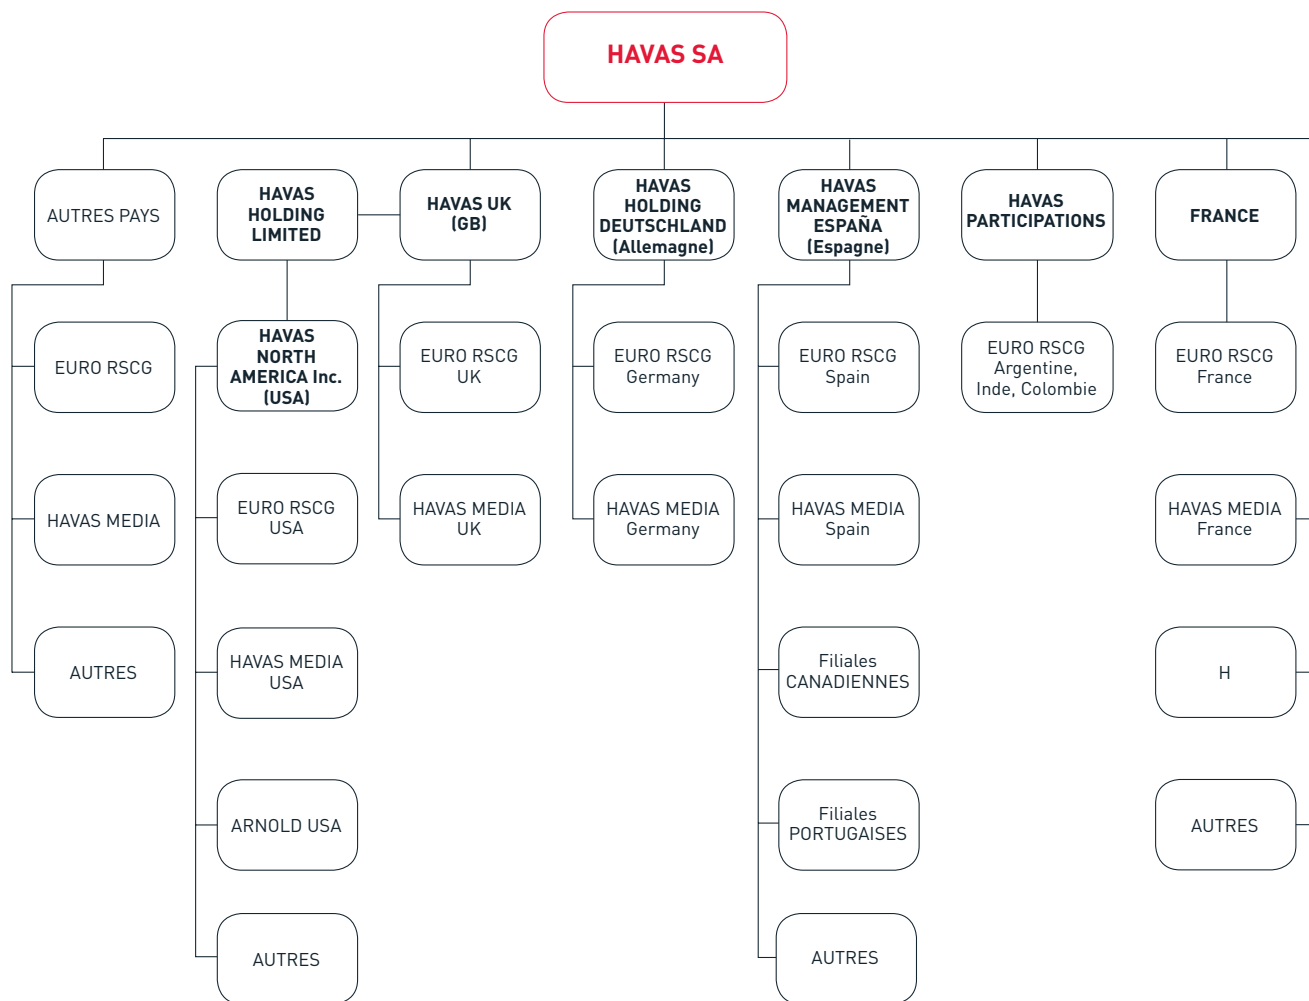 HAVAS SA
AUTRES PAYS
HAVAS
HOLDING
LIMITED
HAVAS UK
(GB)
HAVAS
HOLDING
DEUTSCHLAND
(Allemagne)
HAVAS
MANAGEMENT
ESPAÑA
(Espagne)
HAVAS
PARTICIPATIONS
FRANCE
EURO RSCG
HAVAS
NORTH
AMERICA Inc.
(USA)
EURO RSCG
UK
EURO RSCG
Germany
EURO RSCG
Spain
EURO RSCG
Argentine,
Inde, Colombie
EURO RSCG
France
HAVAS MEDIA
EURO RSCG
USA
HAVAS MEDIA
UK
HAVAS MEDIA
Germany
HAVAS MEDIA
Spain
HAVAS MEDIA
France
AUTRES
HAVAS MEDIA
USA
Filiales
CANADIENNES
H
ARNOLD USA
Filiales
PORTUGAISES
AUTRES
AUTRES
AUTRES